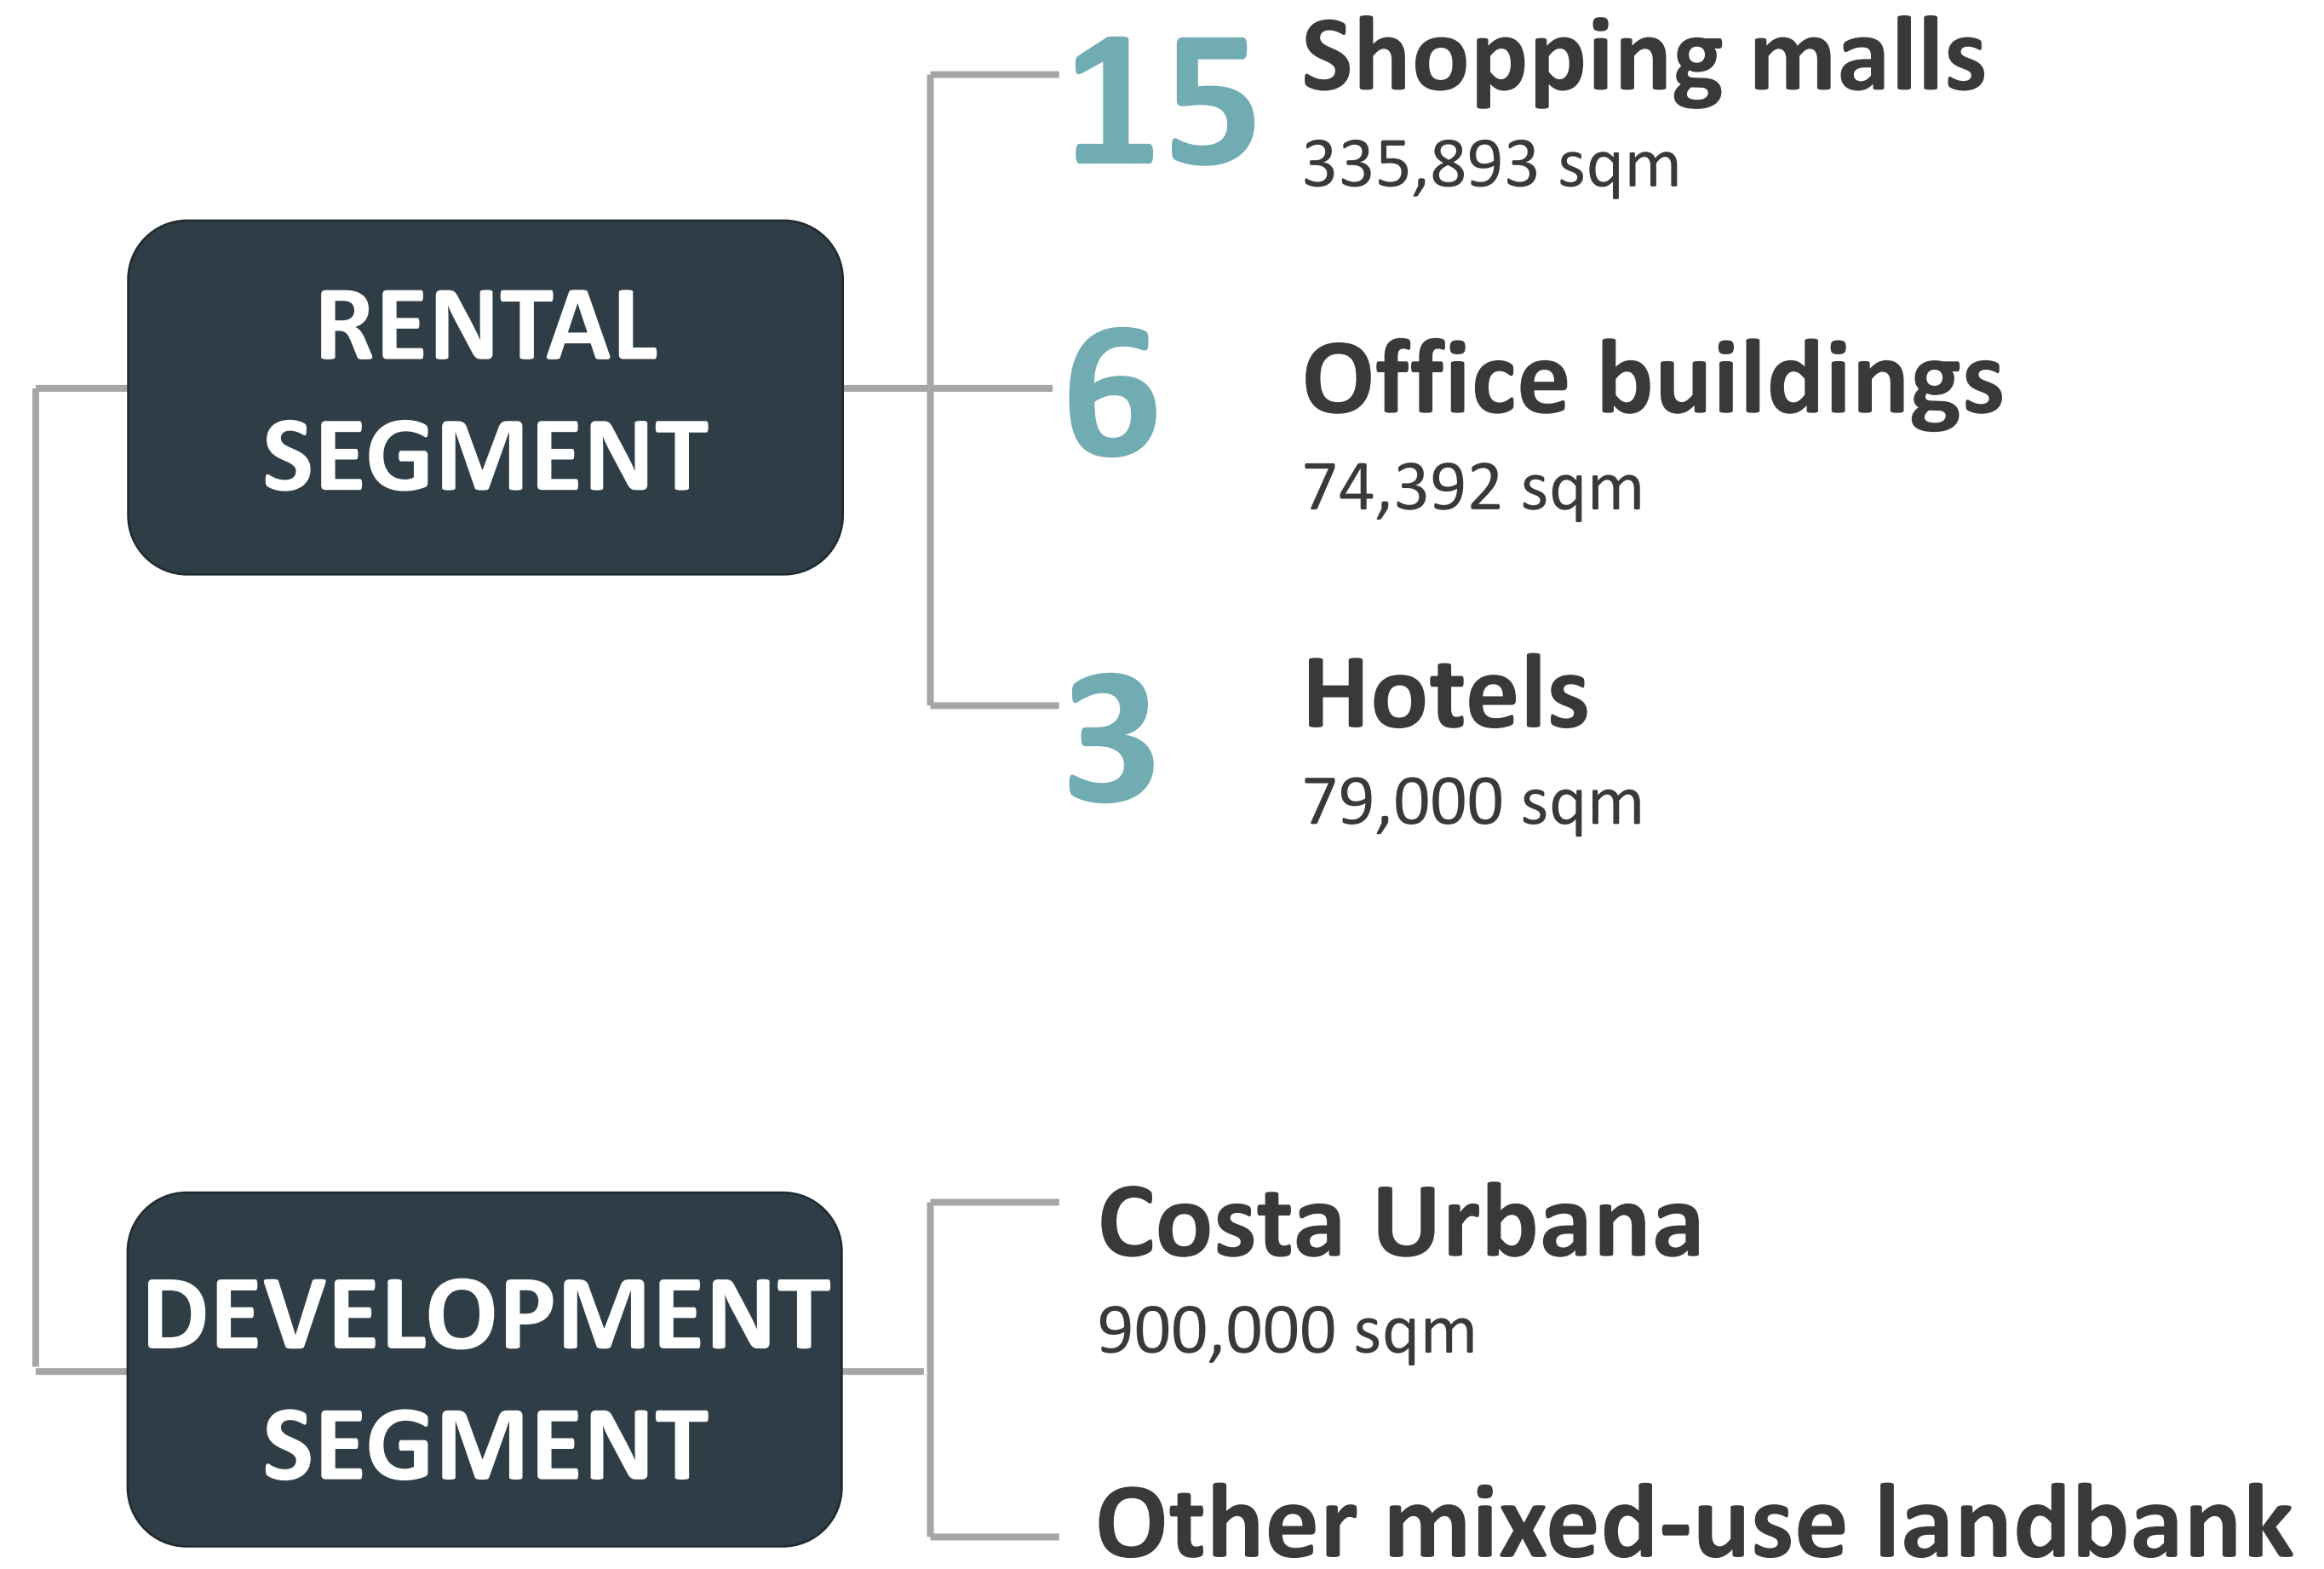 RENTAL
SEGMENT
15
Shopping malls
335,893 sqm
6
Office buildings
74,392 sqm
3
Hotels
79,000 sqm
DEVELOPMENT
SEGMENT
Costa Urbana
900,000 sqm
Other mixed-use landbank